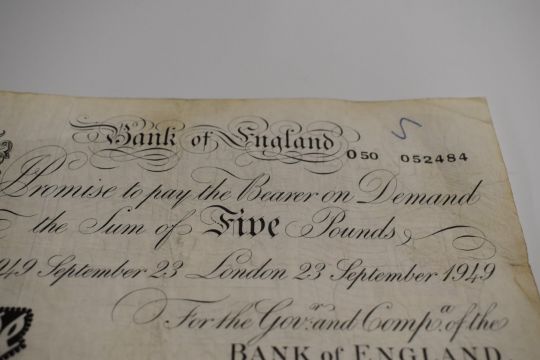 Bank of England
O50 052484
Promise to pay the Bearer on Demand
the Sum of Five Pounds
1949 September 23 London 23 September 1949
For the Govr. and Compa. of the
BANK of ENGLAND